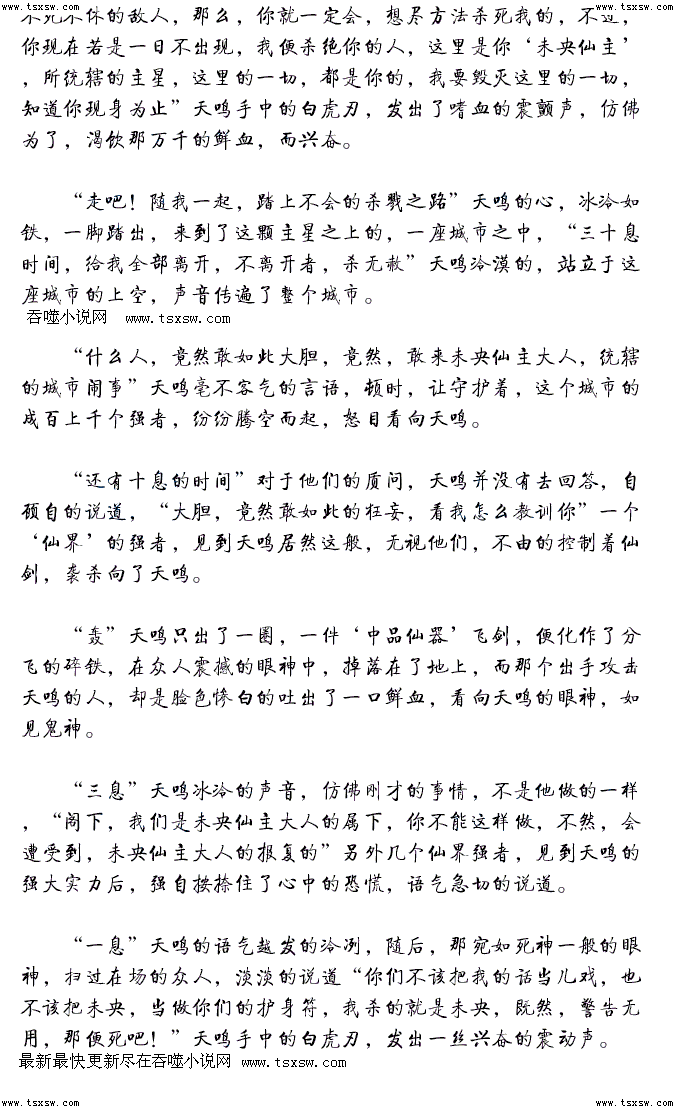 www.tsxsw.com www.tsxsw.com www.tsxsw.com www.tsxsw.com
不死不休的敌人，那么，你就一定会，想尽方法杀死我的，不过，
你现在若是一日不出现，我便杀绝你的人，这里是你‘未央仙主’
，所统辖的主星，这里的一切，都是你的，我要毁灭这里的一切，
知道你现身为止”天鸣手中的白虎刃，发出了嗜血的震颤声，仿佛
为了，渴饮那万千的鲜血，而兴奋。
“走吧！随我一起，踏上不会的杀戮之路”天鸣的心，冰冷如
铁，一脚踏出，来到了这颗主星之上的，一座城市之中，“三十息
时间，给我全部离开，不离开者，杀无赦”天鸣冷漠的，站立于这
座城市的上空，声音传遍了整个城市。
吞噬小说网 www.tsxsw.com
“什么人，竟然敢如此大胆，竟然，敢来未央仙主大人，统辖
的城市闹事”天鸣毫不客气的言语，顿时，让守护着，这个城市的
成百上千个强者，纷纷腾空而起，怒目看向天鸣。
“还有十息的时间”对于他们的质问，天鸣并没有去回答，自
顾自的说道，“大胆，竟然敢如此的狂妄，看我怎么教训你”一个
‘仙界’的强者，见到天鸣居然这般，无视他们，不由的控制着仙
剑，袭杀向了天鸣。
“轰”天鸣只出了一圈，一件‘中品仙器’飞剑，便化作了分
飞的碎铁，在众人震撼的眼神中，掉落在了地上，而那个出手攻击
天鸣的人，却是脸色惨白的吐出了一口鲜血，看向天鸣的眼神，如
见鬼神。
“三息”天鸣冰冷的声音，仿佛刚才的事情，不是他做的一样
，“阁下，我们是未央仙主大人的属下，你不能这样做，不然，会
遭受到，未央仙主大人的报复的”另外几个仙界强者，见到天鸣的
强大实力后，强自按捺住了心中的恐慌，语气急切的说道。
“一息”天鸣的语气越发的冷冽，随后，那宛如死神一般的眼
神，扫过在场的众人，淡淡的说道“你们不该把我的话当儿戏，也
不该把未央，当做你们的护身符，我杀的就是未央，既然，警告无
用，那便死吧！”天鸣手中的白虎刃，发出一丝兴奋的震动声。
最新最快更新尽在吞噬小说网 www.tsxsw.com
www.tsxsw.com www.tsxsw.com www.tsxsw.com www.tsxsw.com